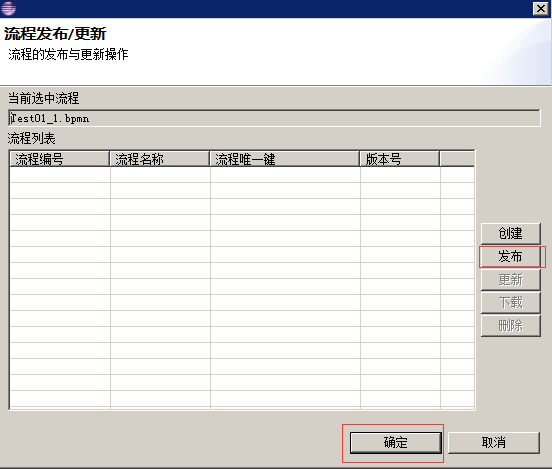 流程发布/更新
流程的发布与更新操作
当前选中流程
Test01_1.bpmn
流程列表
流程编号 流程名称 流程唯一键 版本号
创建
发布
更新
下载
删除
确定 取消